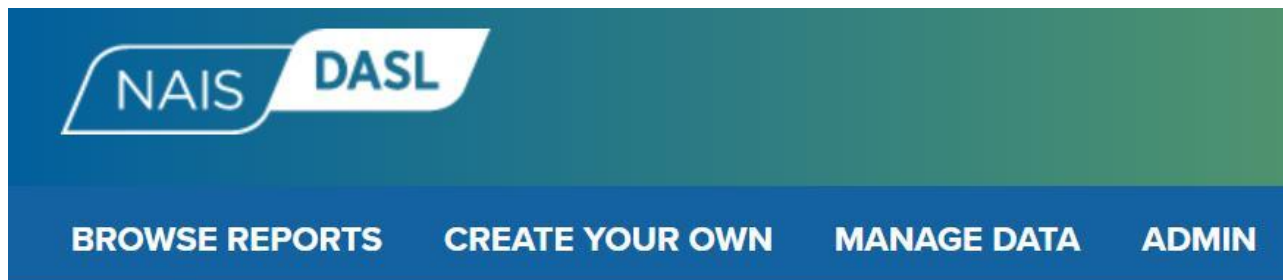 NAIS DASL
BROWSE REPORTS CREATE YOUR OWN MANAGE DATA ADMIN